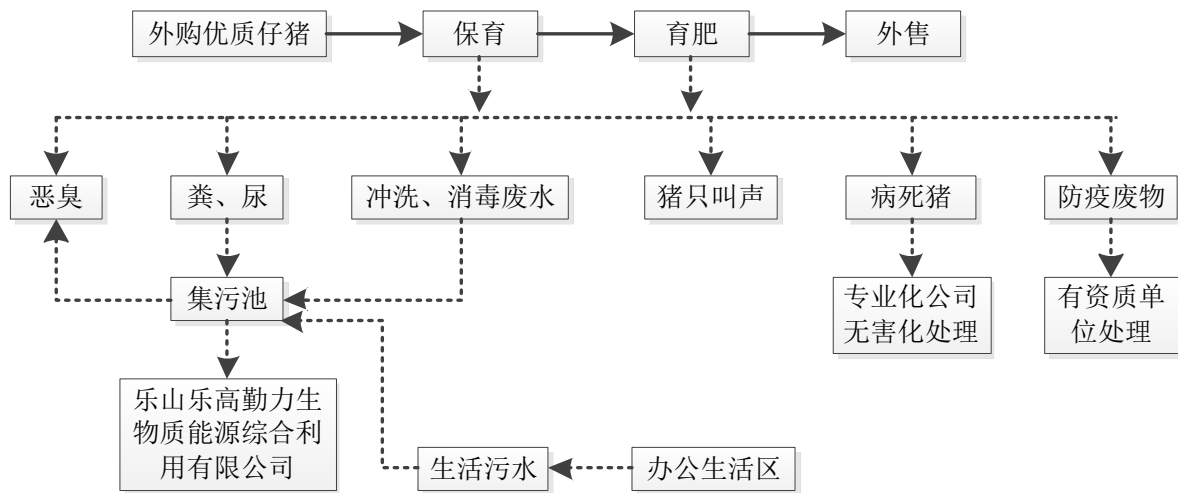 外购优质仔猪
保育
育肥
外售
恶臭
粪、尿
冲洗、消毒废水
猪只叫声
病死猪
防疫废物
集污池
专业化公司
无害化处理
有资质单
位处理
乐山乐高勤力生
物质能源综合利
用有限公司
生活污水
办公生活区